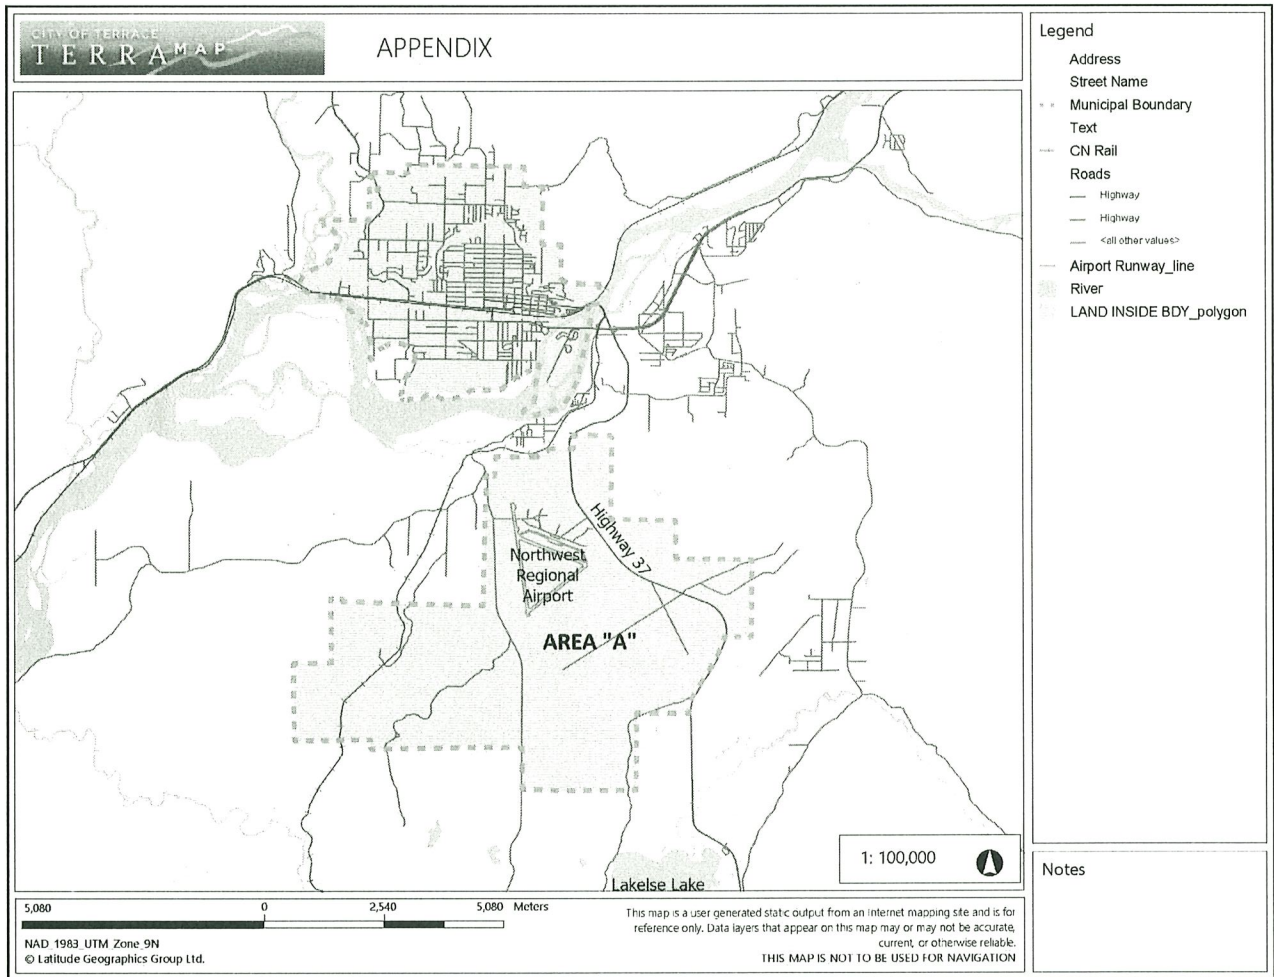 CITY OF TERRACE
TERRAMAP
APPENDIX
Legend
Address
Street Name
Municipal Boundary
Text
CN Rail
Roads
Highway
Highway
<all other values>
Airport Runway_line
River
LAND INSIDE BDY_polygon
Highway 37
Northwest
Regional
Airport
AREA "A"
Lakelse Lake
1: 100,000
Notes
5,080 0 2,540 5,080 Meters
NAD_1983_UTM_Zone_9N
© Latitude Geographics Group Ltd.
This map is a user generated static output from an Internet mapping site and is for
reference only. Data layers that appear on this map may or may not be accurate,
current, or otherwise reliable.
THIS MAP IS NOT TO BE USED FOR NAVIGATION